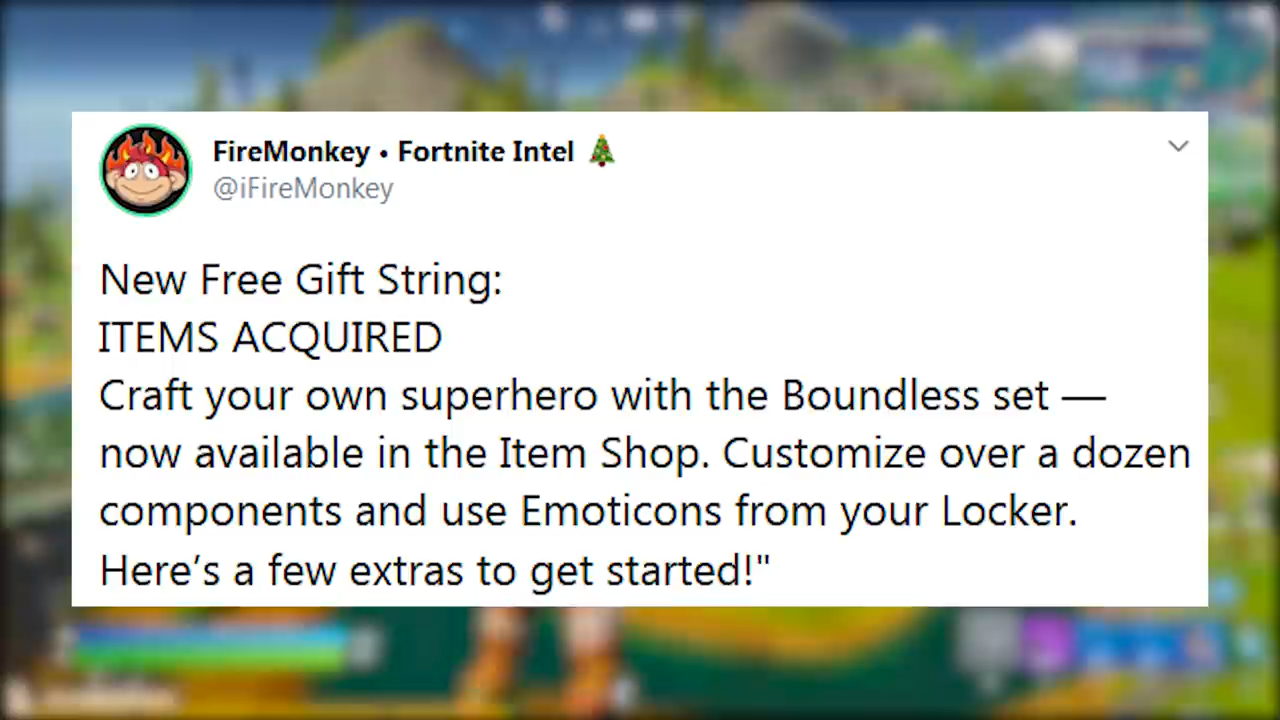 FireMonkey • Fortnite Intel 🎄
@iFireMonkey
New Free Gift String:
ITEMS ACQUIRED
Craft your own superhero with the Boundless set —
now available in the Item Shop. Customize over a dozen
components and use Emoticons from your Locker.
Here’s a few extras to get started!"